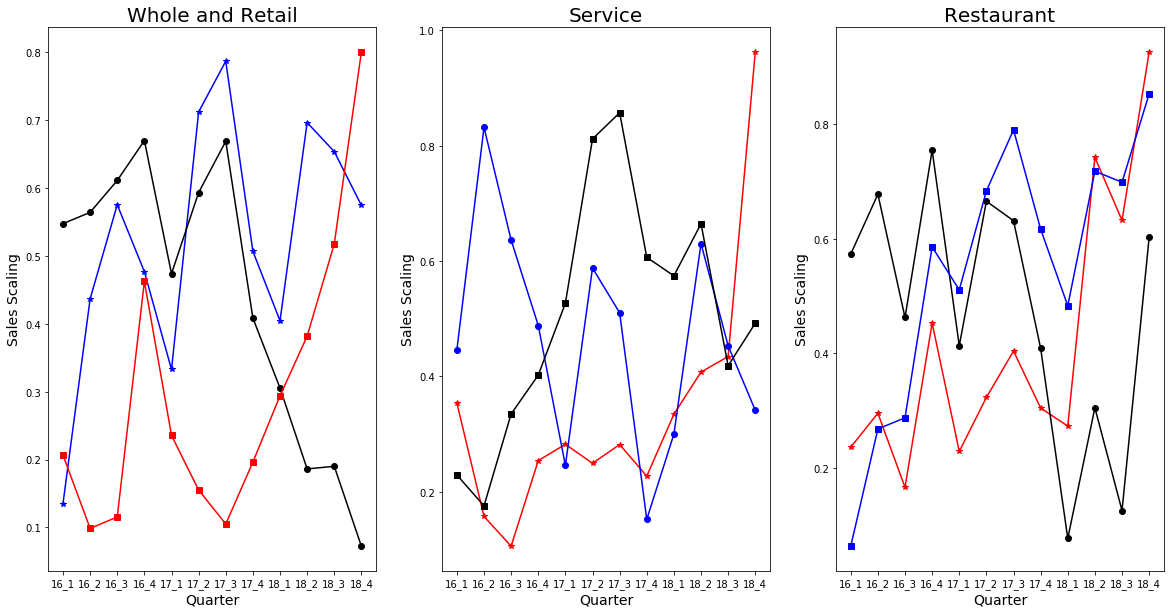 Whole and Retail
Sales Scaling
0.8
0.7
0.6
0.5
0.4
0.3
0.2
0.1
16_1 16_2 16_3 16_4 17_1 17_2 17_3 17_4 18_1 18_2 18_3 18_4
Quarter
Service
Sales Scaling
1.0
0.8
0.6
0.4
0.2
16_1 16_2 16_3 16_4 17_1 17_2 17_3 17_4 18_1 18_2 18_3 18_4
Quarter
Restaurant
Sales Scaling
0.8
0.6
0.4
0.2
16_1 16_2 16_3 16_4 17_1 17_2 17_3 17_4 18_1 18_2 18_3 18_4
Quarter